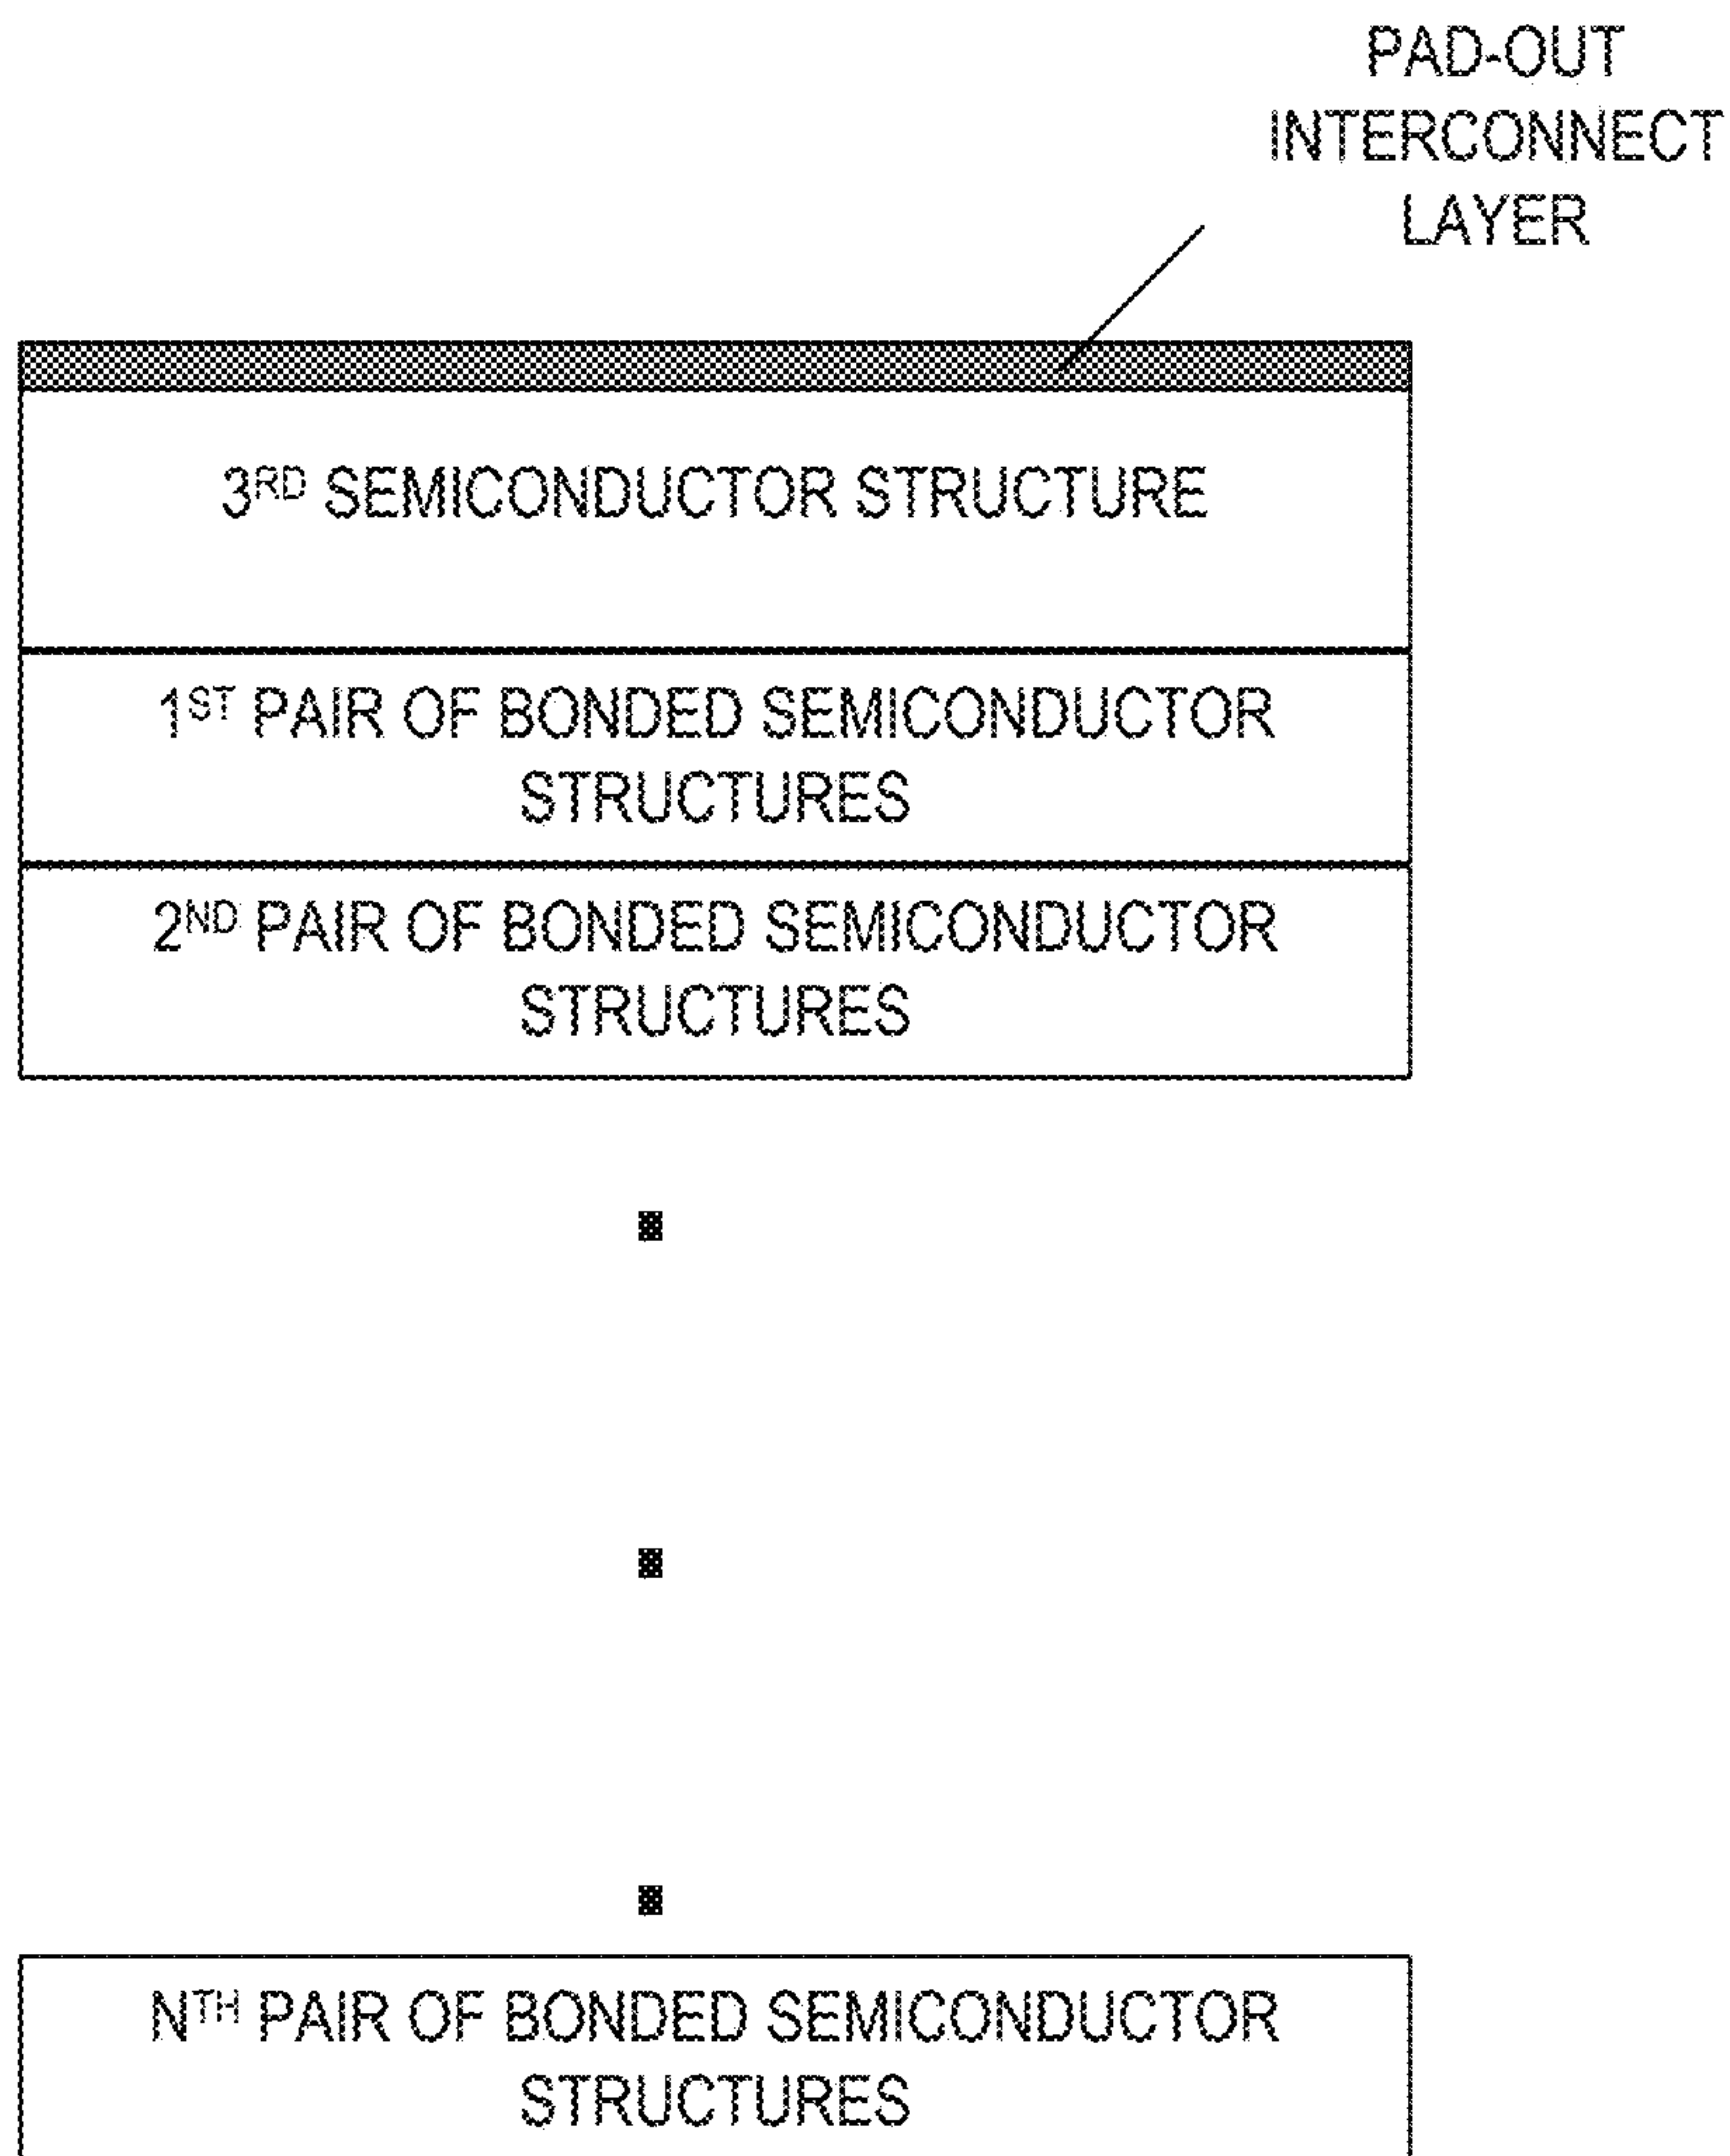 PAD-OUT
INTERCONNECT
LAYER
3RD SEMICONDUCTOR STRUCTURE
1ST PAIR OF BONDED SEMICONDUCTOR
STRUCTURES
2ND PAIR OF BONDED SEMICONDUCTOR
STRUCTURES
NTH PAIR OF BONDED SEMICONDUCTOR
STRUCTURES